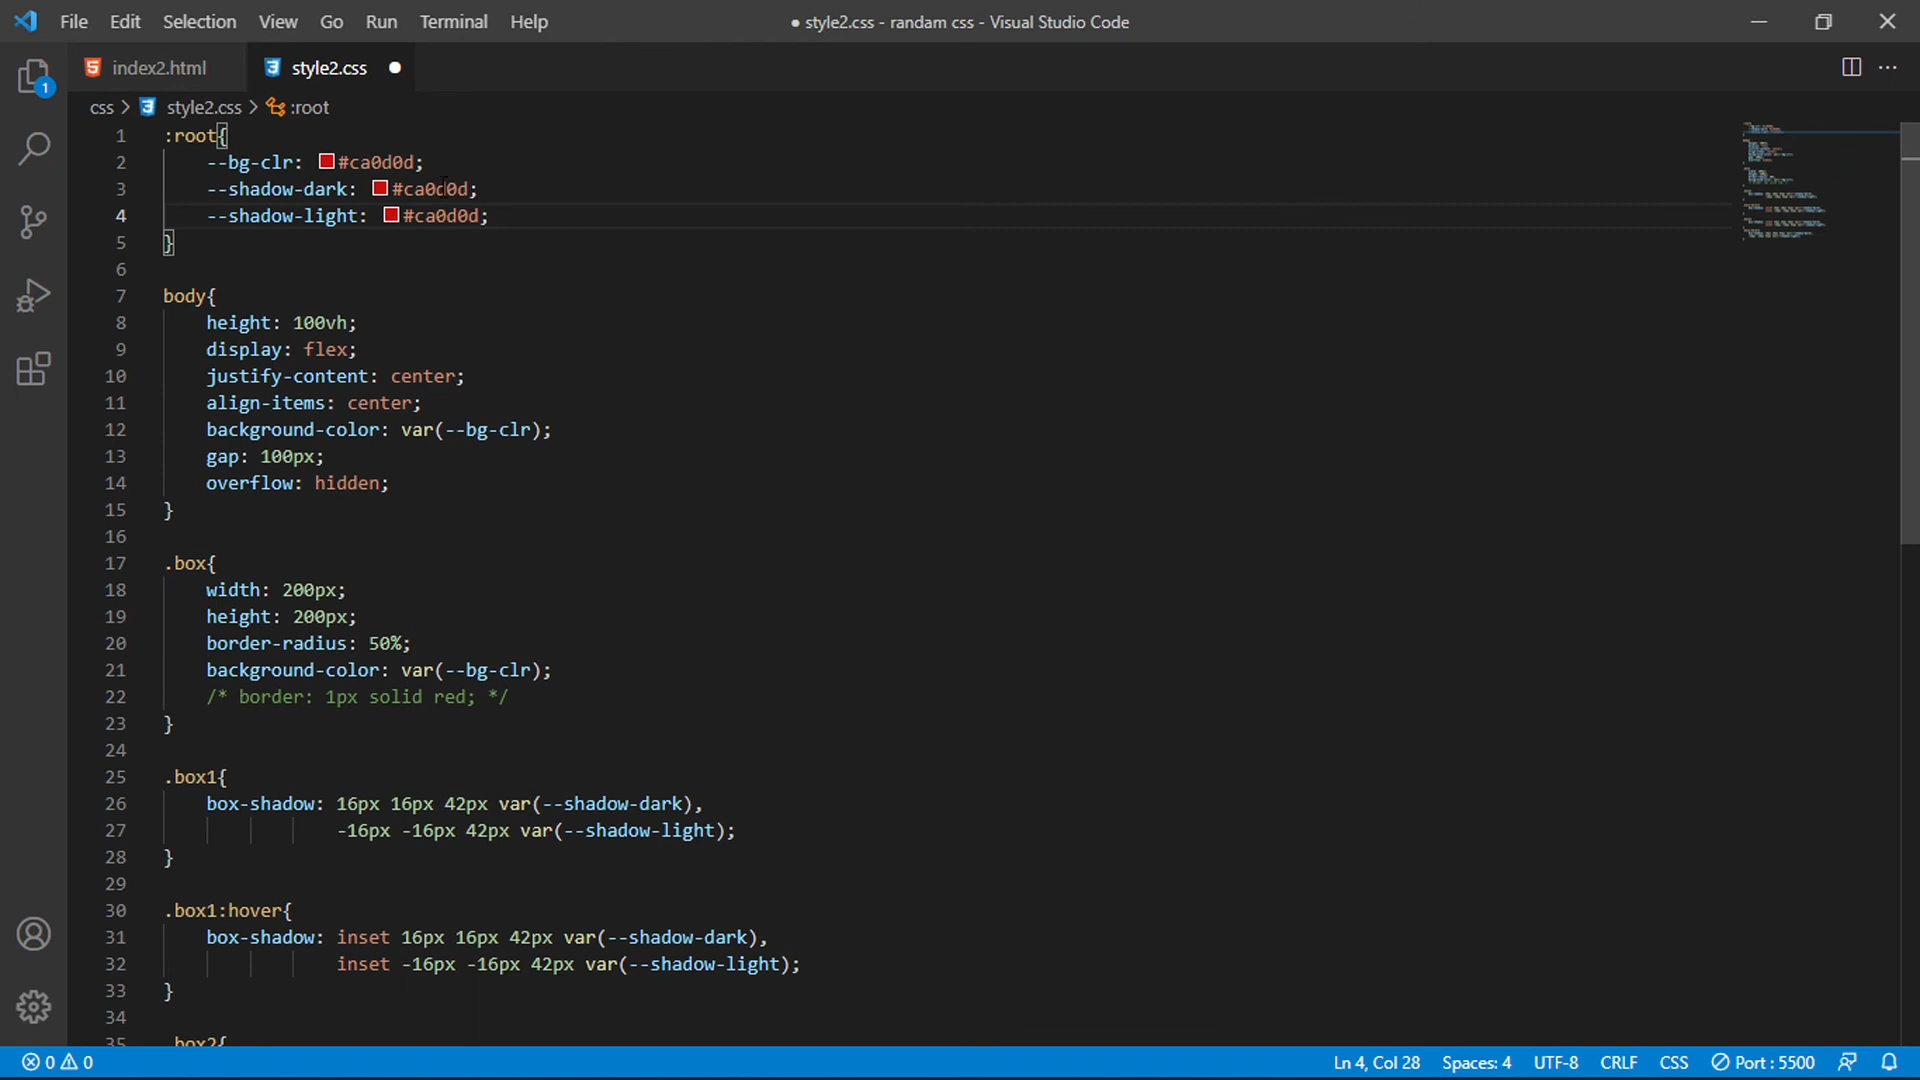 File Edit Selection View Go Run Terminal Help ● style2.css - randam css - Visual Studio Code
index2.html style2.css
css > style2.css > :root
1 :root{
2 --bg-clr: #ca0d0d;
3 --shadow-dark: #ca0d0d;
4 --shadow-light: #ca0d0d;
5 }
6
7 body{
8 height: 100vh;
9 display: flex;
10 justify-content: center;
11 align-items: center;
12 background-color: var(--bg-clr);
13 gap: 100px;
14 overflow: hidden;
15 }
16
17 .box{
18 width: 200px;
19 height: 200px;
20 border-radius: 50%;
21 background-color: var(--bg-clr);
22 /* border: 1px solid red; */
23 }
24
25 .box1{
26 box-shadow: 16px 16px 42px var(--shadow-dark),
27 -16px -16px 42px var(--shadow-light);
28 }
29
30 .box1:hover{
31 box-shadow: inset 16px 16px 42px var(--shadow-dark),
32 inset -16px -16px 42px var(--shadow-light);
33 }
34
35 .box2{
1
0 0 Ln 4, Col 28 Spaces: 4 UTF-8 CRLF CSS Port : 5500